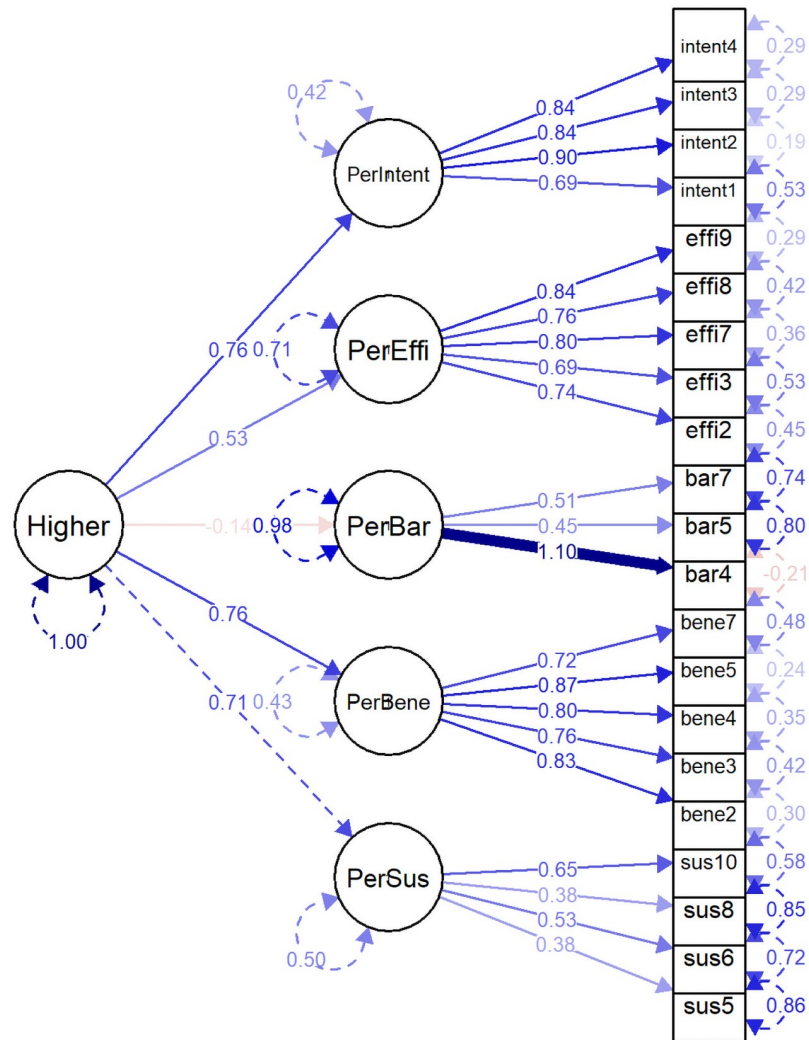 intent4
0.29
0.42
0.84
intent3
0.84
0.29
intent2
0.90
0.19
PerIntent
0.69
intent1
0.53
effi9
0.29
0.84
effi8
0.76
0.42
0.76
0.71
PerEffi
0.80
effi7
0.36
0.69
effi3
0.53
0.74
effi2
0.45
0.53
bar7
0.74
0.51
Higher
-0.14
0.98
PerBar
0.45
bar5
0.80
1.10
bar4
-0.21
0.76
bene7
0.48
1.00
0.72
bene5
0.24
0.87
0.71
0.43
PerBene
0.80
bene4
0.35
0.76
bene3
0.42
0.83
bene2
0.30
sus10
0.58
0.65
PerSus
0.38
sus8
0.85
0.53
0.50
0.38
sus6
0.72
sus5
0.86